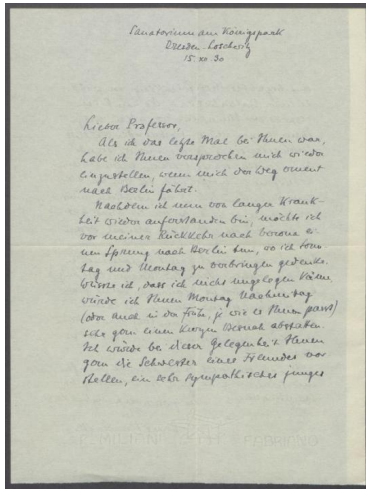 Sanatorium am Königspark
Dresden-Loschwitz
15. XII. 30
Lieber Professor,
Als ich das letzte Mal bei Ihnen war,
habe ich Ihnen versprochen mich wieder
einzustellen, wenn mich der Weg erneut
nach Berlin führt.
Nachdem ich nun von langer Krank-
heit wieder auferstanden bin, möchte ich
vor meiner Rückkehr nach Verona ei-
nen Sprung nach Berlin tun, wo ich Sonn-
tag und Montag zu verbringen gedenke.
Wüsste ich, dass ich nicht ungelegen käme,
würde ich Ihnen Montag Nachmittag
(oder auch in der Früh, je wie es Ihnen passt)
sehr gern einen kurzen Besuch abstatten.
Ich würde bei dieser Gelegenheit Ihnen
gern die Schwester eines Freundes vor
stellen, ein sehr sympathisches junges